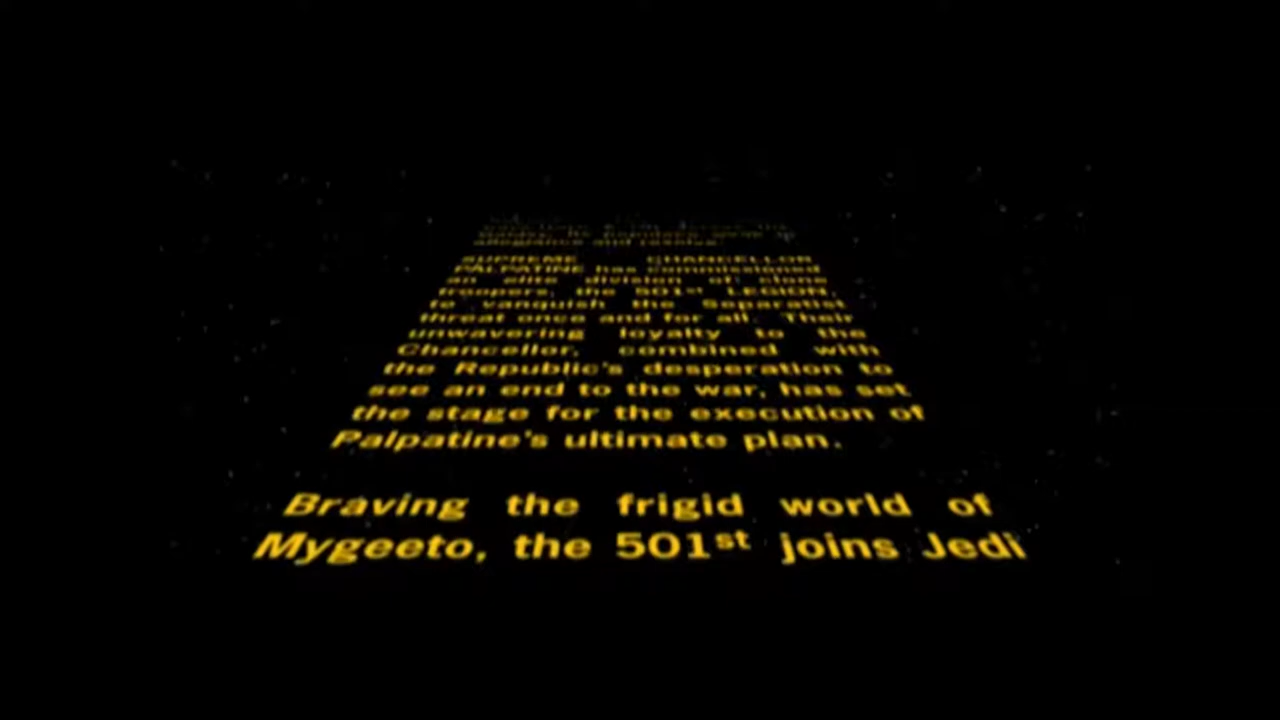 allegiance and resolve.
SUPREME CHANCELLOR
PALPATINE has commissioned
an elite division of clone
troopers, the 501st LEGION,
to vanquish the Separatist
threat once and for all. Their
unwavering loyalty to the
Chancellor, combined with
the Republic's desperation to
see an end to the war, has set
the stage for the execution of
Palpatine's ultimate plan.
Braving the frigid world of
Mygeeto, the 501st joins Jedi